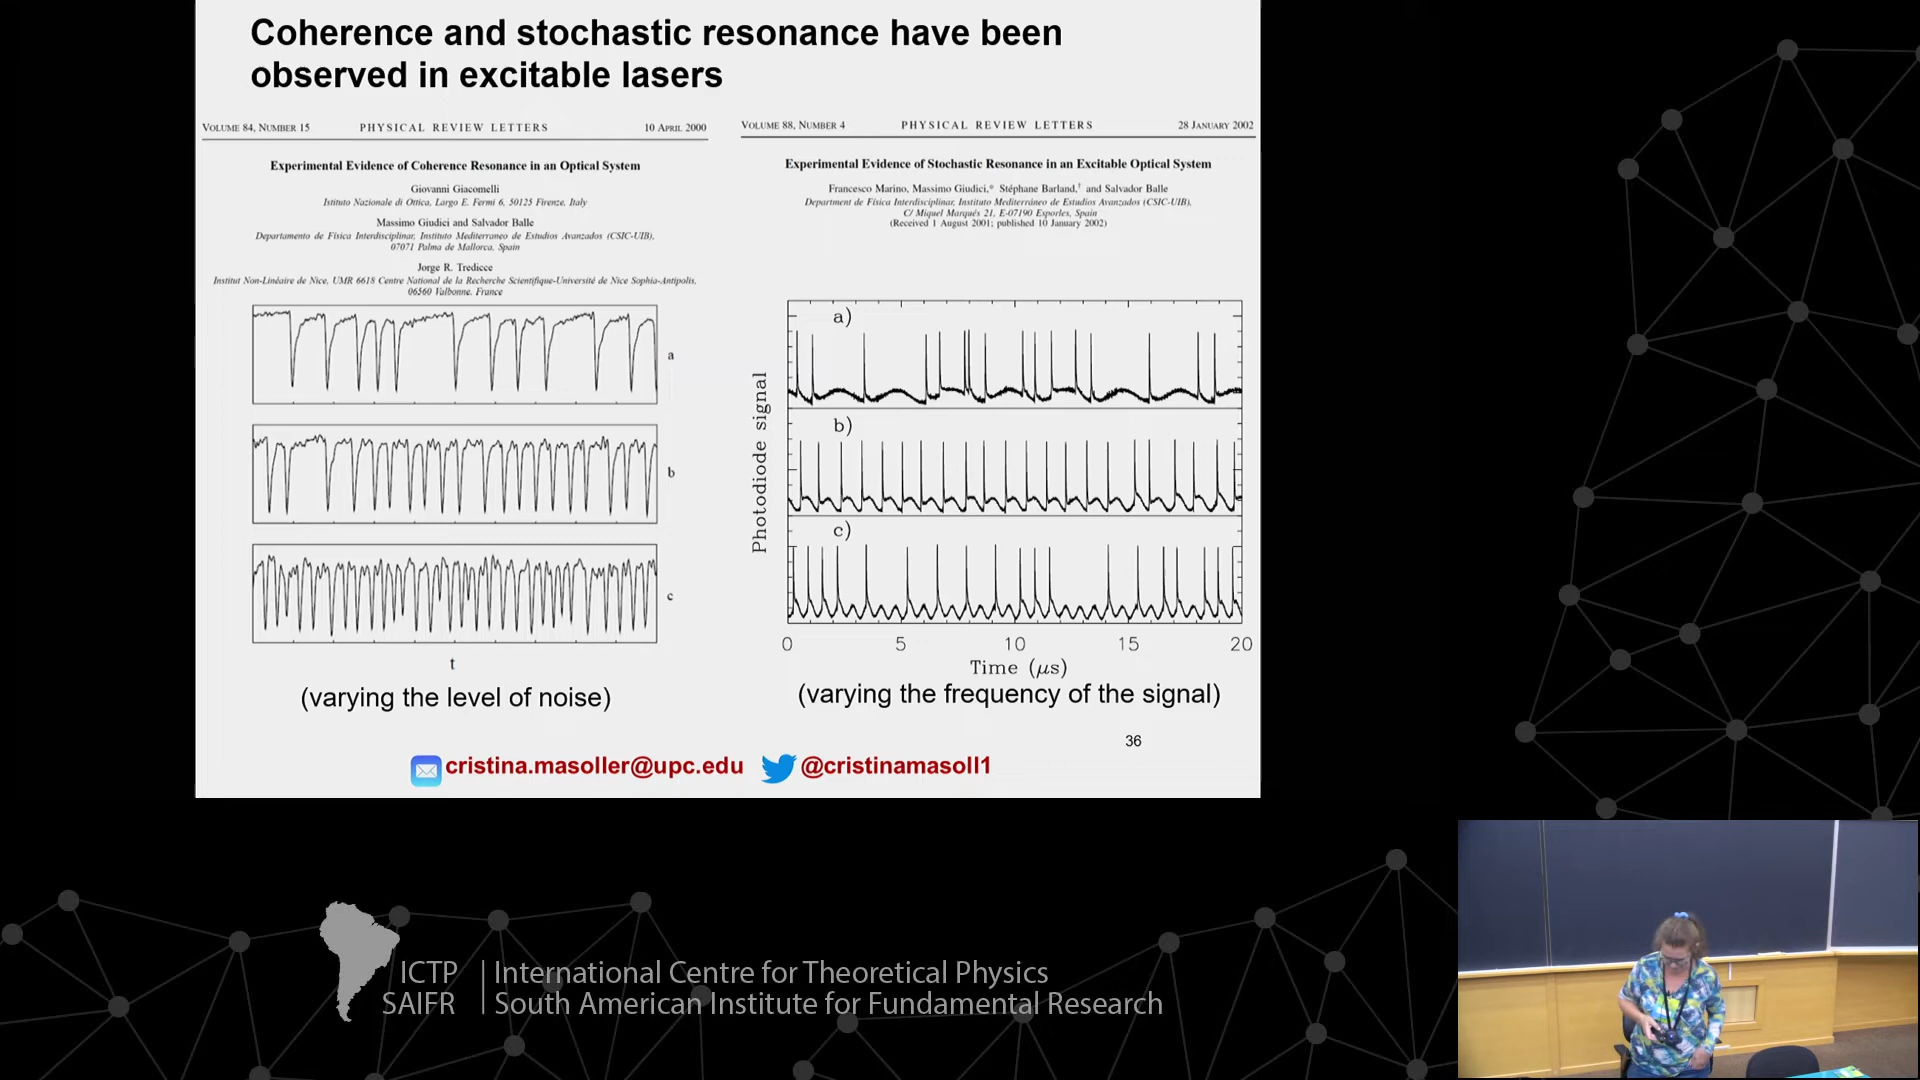 Coherence and stochastic resonance have been
observed in excitable lasers
VOLUME 84, NUMBER 15 PHYSICAL REVIEW LETTERS 10 APRIL 2000
Experimental Evidence of Coherence Resonance in an Optical System
Giovanni Giacomelli
Istituto Nazionale di Ottica, Largo E. Fermi 6, 50125 Firenze, Italy
Massimo Giudici and Salvador Balle
Departamento de Física Interdisciplinar, Instituto Mediterraneo de Estudios Avanzados (CSIC-UIB),
07071 Palma de Mallorca, Spain
Jorge R. Tredicce
Institut Non-Linéaire de Nice, UMR 6618 Centre National de la Recherche Scientifique-Université de Nice Sophia-Antipolis,
06560 Valbonne, France
a
b
c
t
(varying the level of noise)
VOLUME 88, NUMBER 4 PHYSICAL REVIEW LETTERS 28 JANUARY 2002
Experimental Evidence of Stochastic Resonance in an Excitable Optical System
Francesco Marino, Massimo Giudici,* Stéphane Barland,† and Salvador Balle
Department de Física Interdisciplinar, Instituto Mediterráneo de Estudios Avanzados (CSIC-UIB),
C/ Miquel Marqués 21, E-07190 Esporles, Spain
(Received 1 August 2001; published 10 January 2002)
a)
b)
c)
Photodiode signal
0 5 10 15 20
Time (μs)
(varying the frequency of the signal)
36
cristina.masoller@upc.edu @cristinamasoll1
ICTP International Centre for Theoretical Physics
SAIFR South American Institute for Fundamental Research